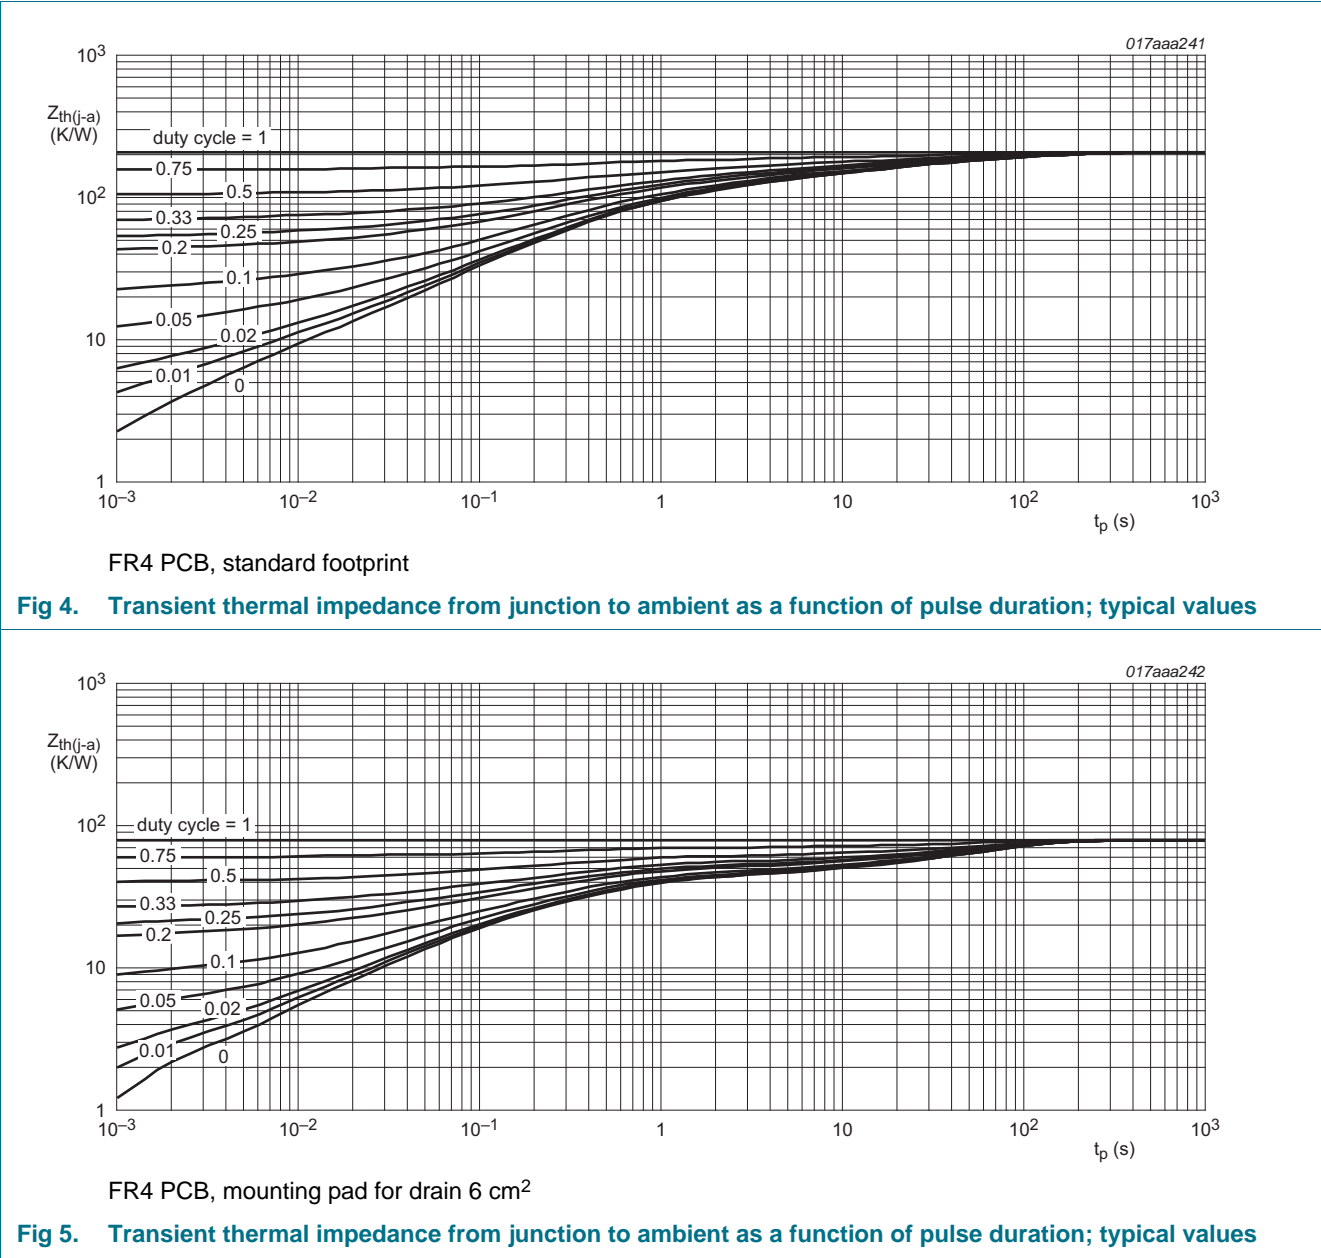 017aaa241
10³
Zth(j-a)
(K/W)
duty cycle = 1
0.75
0.5
10²
0.33
0.25
0.2
0.1
0.05
0.02
10
0.01
0
1
10⁻³ 10⁻² 10⁻¹ 1 10 10² 10³
tp (s)
FR4 PCB, standard footprint
Fig 4. Transient thermal impedance from junction to ambient as a function of pulse duration; typical values
017aaa242
10³
Zth(j-a)
(K/W)
10²
duty cycle = 1
0.75
0.5
0.33
0.25
0.2
0.1
10
0.05
0.02
0.01
0
1
10⁻³ 10⁻² 10⁻¹ 1 10 10² 10³
tp (s)
FR4 PCB, mounting pad for drain 6 cm²
Fig 5. Transient thermal impedance from junction to ambient as a function of pulse duration; typical values